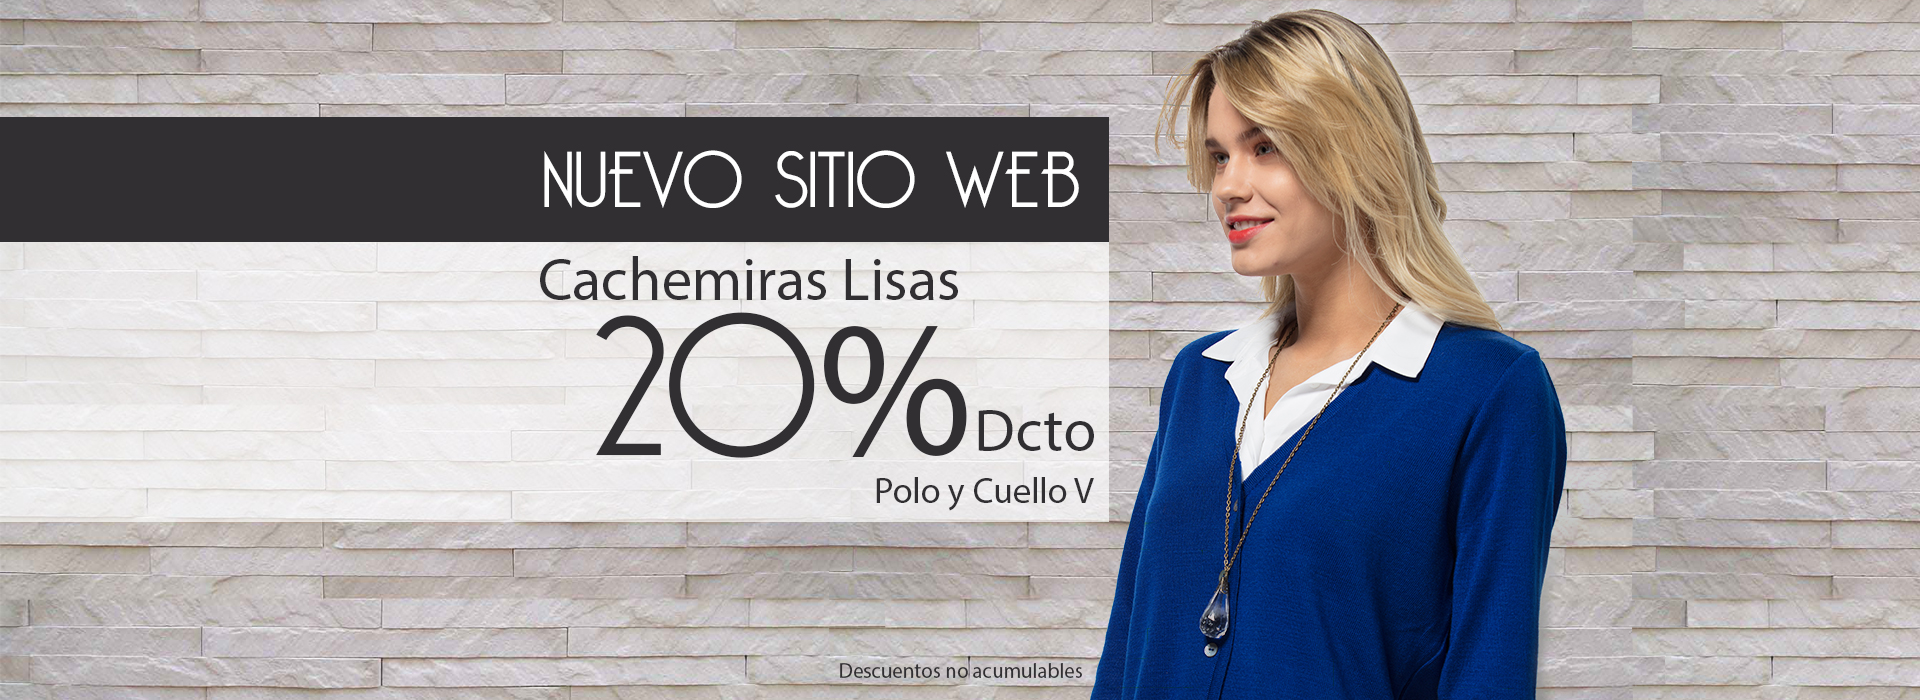 NUEVO SITIO WEB
Cachemiras Lisas
20% Dcto
Polo y Cuello V
Descuentos no acumulables